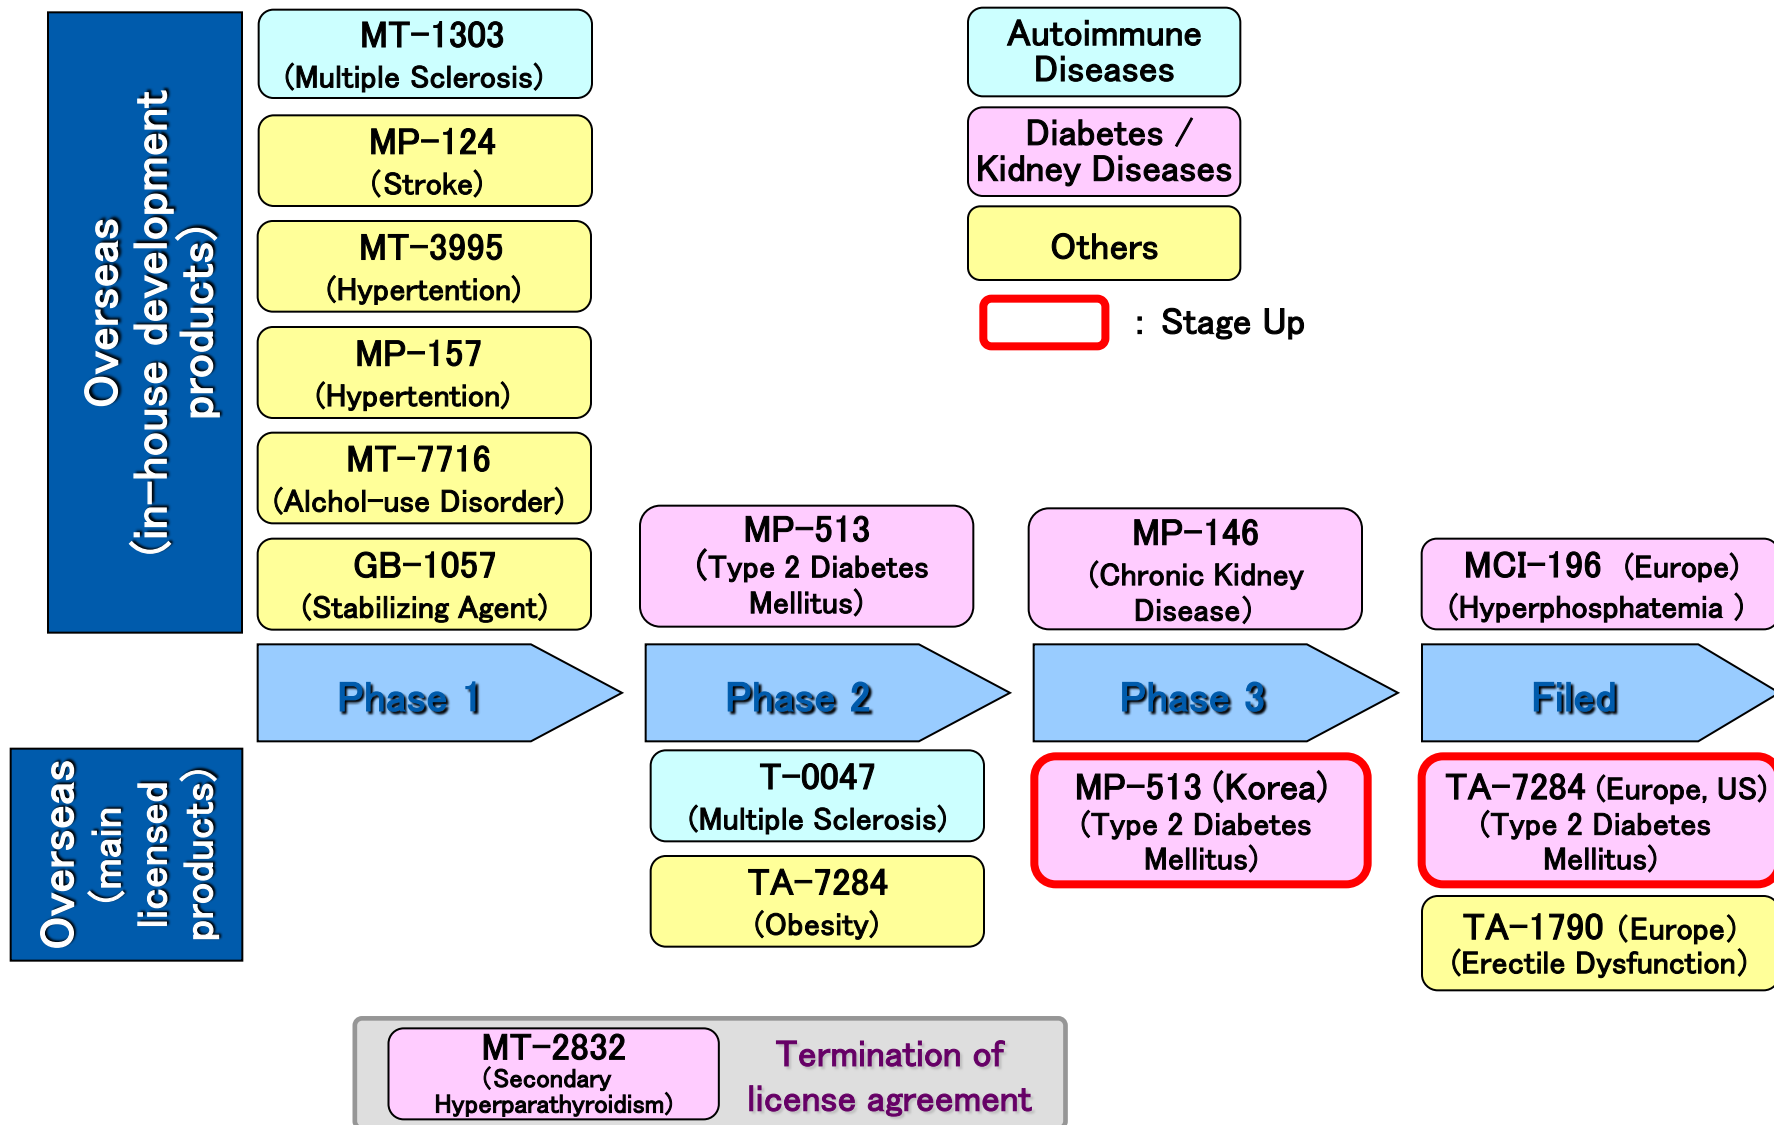 Overseas
(in-house development
products)
MT-1303
(Multiple Sclerosis)
MP-124
(Stroke)
MT-3995
(Hypertention)
MP-157
(Hypertention)
MT-7716
(Alchol-use Disorder)
GB-1057
(Stabilizing Agent)
Autoimmune
Diseases
Diabetes /
Kidney Diseases
Others
: Stage Up
MP-513
(Type 2 Diabetes
Mellitus)
MP-146
(Chronic Kidney
Disease)
MCI-196 (Europe)
(Hyperphosphatemia )
Phase 1
Phase 2
Phase 3
Filed
Overseas
(main
licensed
products)
T-0047
(Multiple Sclerosis)
TA-7284
(Obesity)
MP-513 (Korea)
(Type 2 Diabetes
Mellitus)
TA-7284 (Europe, US)
(Type 2 Diabetes
Mellitus)
TA-1790 (Europe)
(Erectile Dysfunction)
MT-2832
(Secondary
Hyperparathyroidism)
Termination of
license agreement